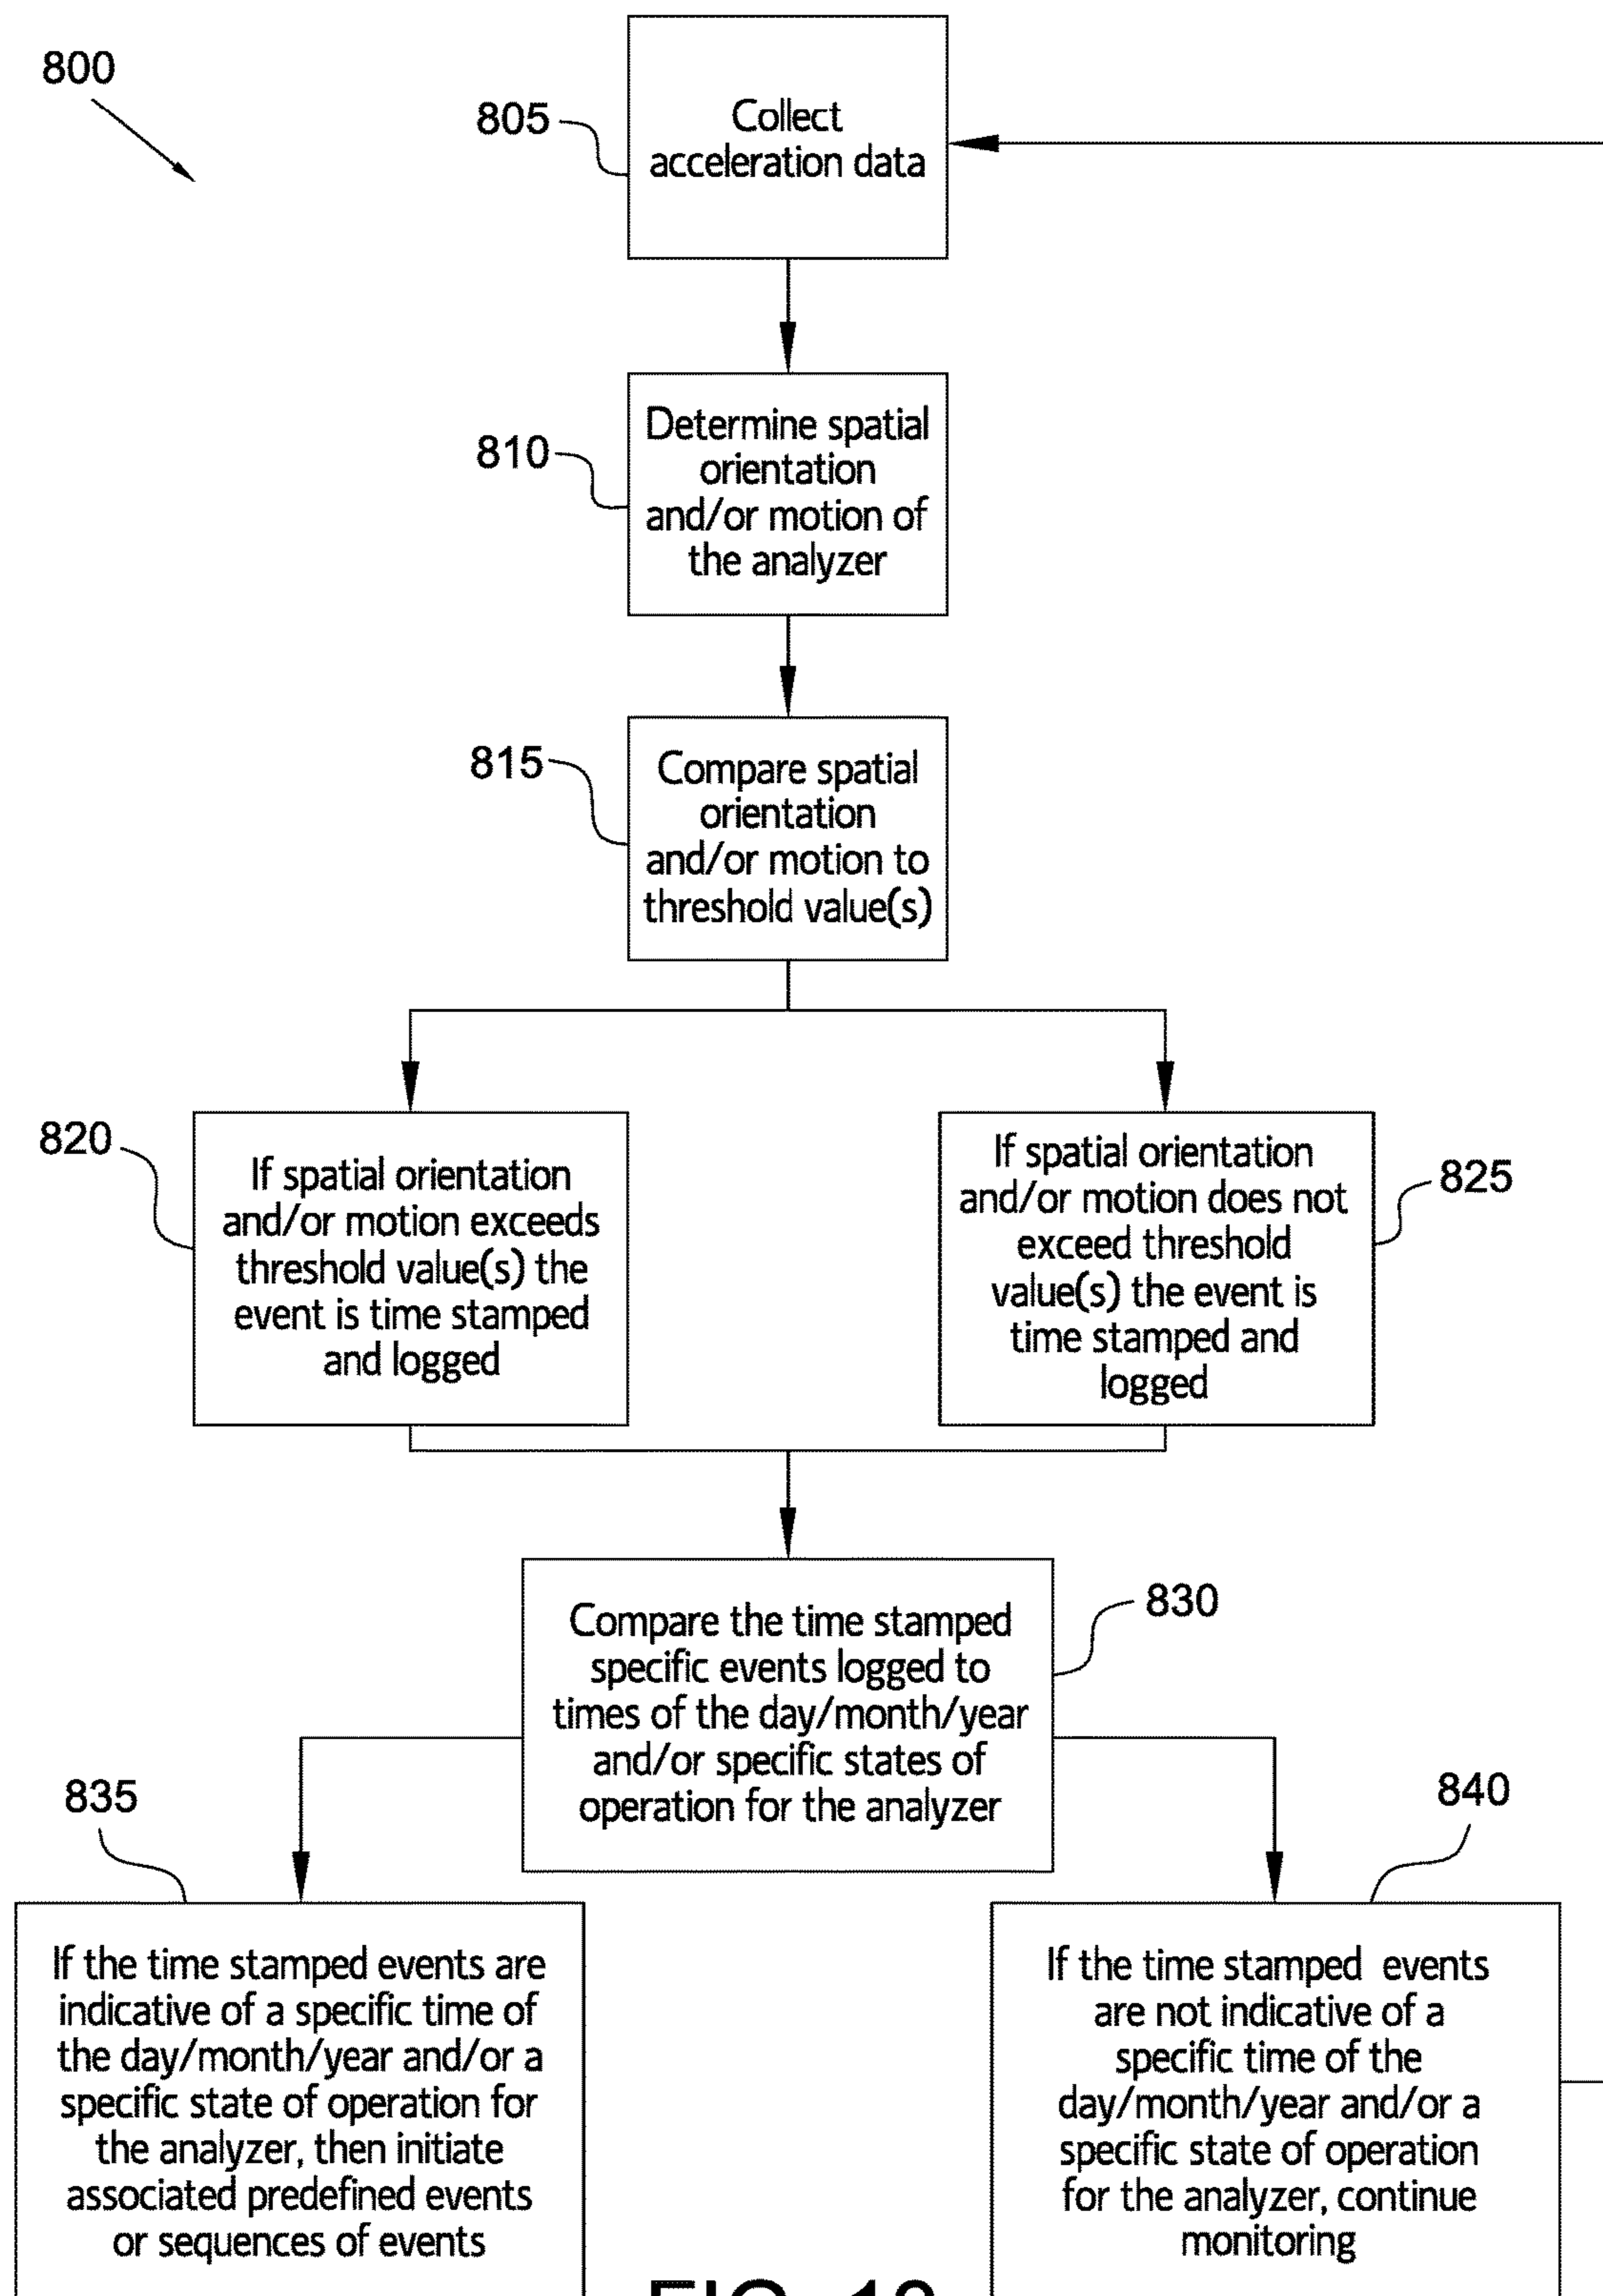 800
805
Collect
acceleration data
810
Determine spatial
orientation
and/or motion of
the analyzer
815
Compare spatial
orientation
and/or motion to
threshold value(s)
820
If spatial orientation
and/or motion exceeds
threshold value(s) the
event is time stamped
and logged
825
If spatial orientation
and/or motion does not
exceed threshold
value(s) the event is
time stamped and
logged
830
Compare the time stamped
specific events logged to
times of the day/month/year
and/or specific states of
operation for the analyzer
835
If the time stamped events are
indicative of a specific time of
the day/month/year and/or a
specific state of operation for
the analyzer, then initiate
associated predefined events
or sequences of events
840
If the time stamped events
are not indicative of a
specific time of the
day/month/year and/or a
specific state of operation
for the analyzer, continue
monitoring
FIG.